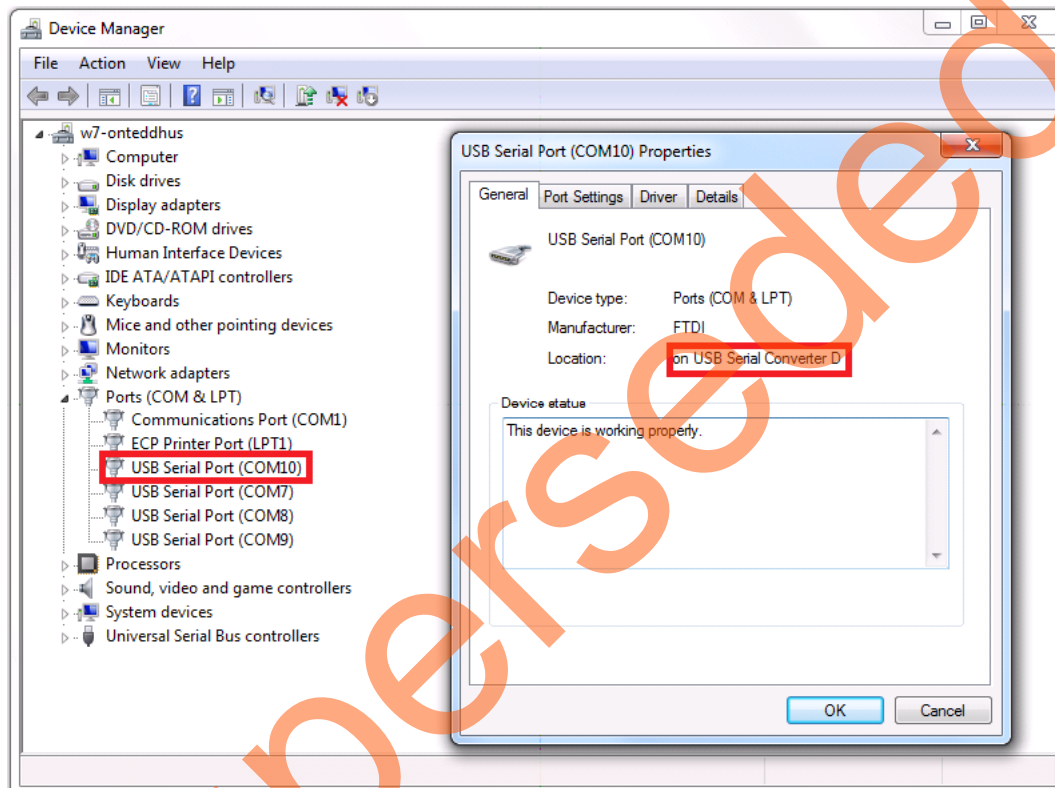 Device Manager
File Action View Help
w7-onteddhus
Computer
Disk drives
Display adapters
DVD/CD-ROM drives
Human Interface Devices
IDE ATA/ATAPI controllers
Keyboards
Mice and other pointing devices
Monitors
Network adapters
Ports (COM & LPT)
Communications Port (COM1)
ECP Printer Port (LPT1)
USB Serial Port (COM10)
USB Serial Port (COM7)
USB Serial Port (COM8)
USB Serial Port (COM9)
Processors
Sound, video and game controllers
System devices
Universal Serial Bus controllers
USB Serial Port (COM10) Properties
General Port Settings Driver Details
USB Serial Port (COM10)
Device type: Ports (COM & LPT)
Manufacturer: FTDI
Location: on USB Serial Converter D
Device status
This device is working properly.
OK Cancel
persede